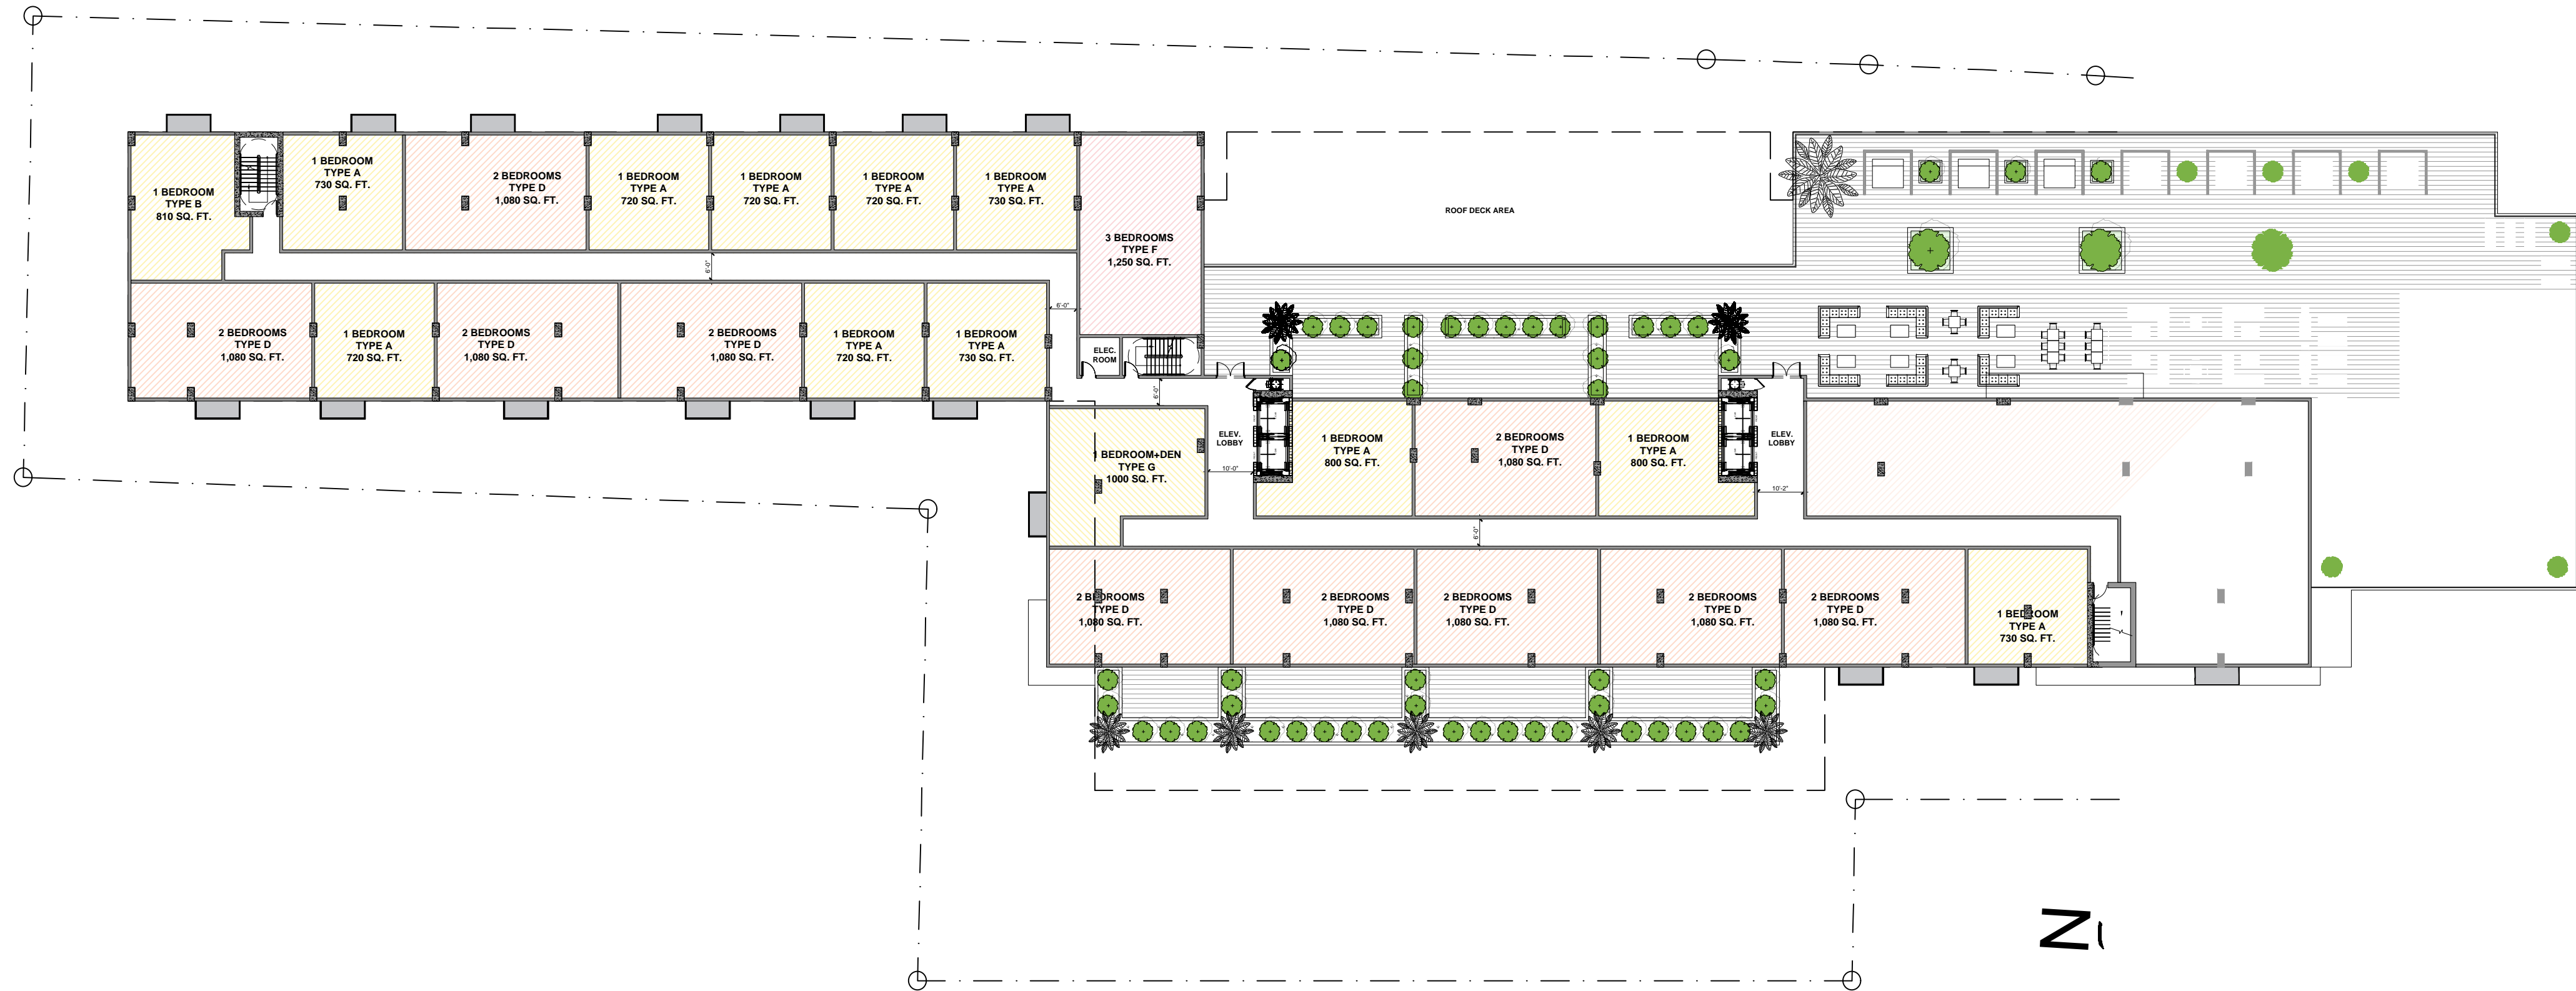 1 BEDROOM
TYPE B
810 SQ. FT.
1 BEDROOM
TYPE A
730 SQ. FT.
2 BEDROOMS
TYPE D
1,080 SQ. FT.
1 BEDROOM
TYPE A
720 SQ. FT.
1 BEDROOM
TYPE A
720 SQ. FT.
1 BEDROOM
TYPE A
720 SQ. FT.
1 BEDROOM
TYPE A
730 SQ. FT.
3 BEDROOMS
TYPE F
1,250 SQ. FT.
ROOF DECK AREA
6'-0"
6'-0"
2 BEDROOMS
TYPE D
1,080 SQ. FT.
1 BEDROOM
TYPE A
720 SQ. FT.
2 BEDROOMS
TYPE D
1,080 SQ. FT.
2 BEDROOMS
TYPE D
1,080 SQ. FT.
1 BEDROOM
TYPE A
720 SQ. FT.
1 BEDROOM
TYPE A
730 SQ. FT.
ELEC.
ROOM
6'-0"
1 BEDROOM+DEN
TYPE G
1000 SQ. FT.
ELEV.
LOBBY
10'-0"
1 BEDROOM
TYPE A
800 SQ. FT.
2 BEDROOMS
TYPE D
1,080 SQ. FT.
1 BEDROOM
TYPE A
800 SQ. FT.
ELEV.
LOBBY
10'-2"
6'-0"
2 BEDROOMS
TYPE D
1,080 SQ. FT.
2 BEDROOMS
TYPE D
1,080 SQ. FT.
2 BEDROOMS
TYPE D
1,080 SQ. FT.
2 BEDROOMS
TYPE D
1,080 SQ. FT.
2 BEDROOMS
TYPE D
1,080 SQ. FT.
1 BEDROOM
TYPE A
730 SQ. FT.
N